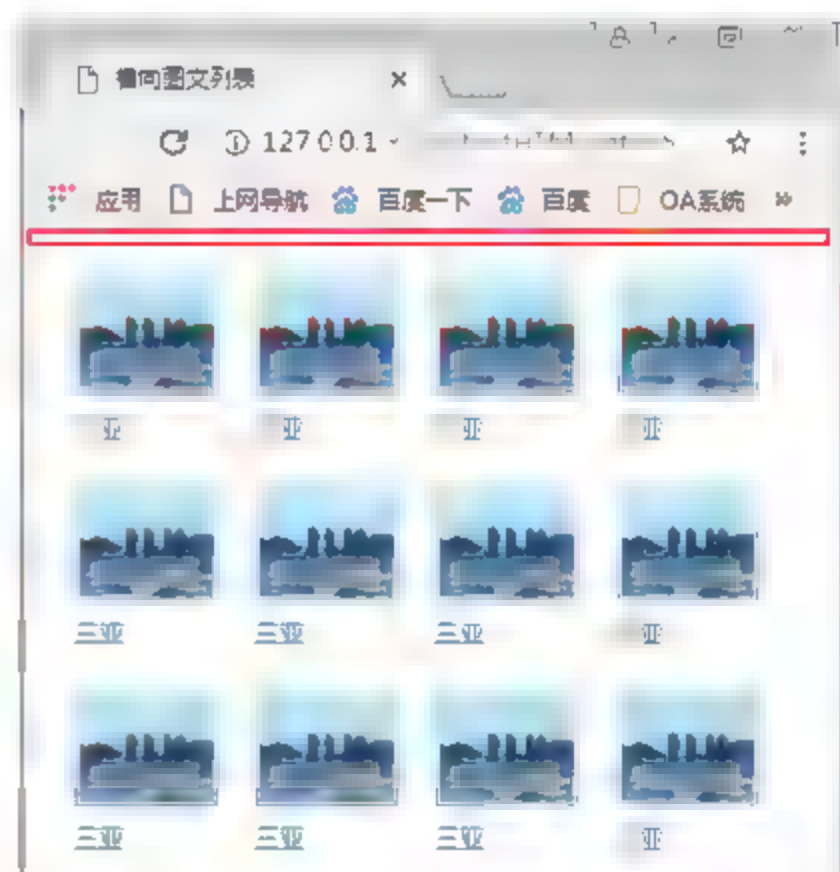 横向图文列表
127.0.0.1
应用 上网导航 百度一下 百度 OA系统 »
亚 亚 亚 亚
三亚 三亚 三亚 亚
三亚 三亚 三亚 亚